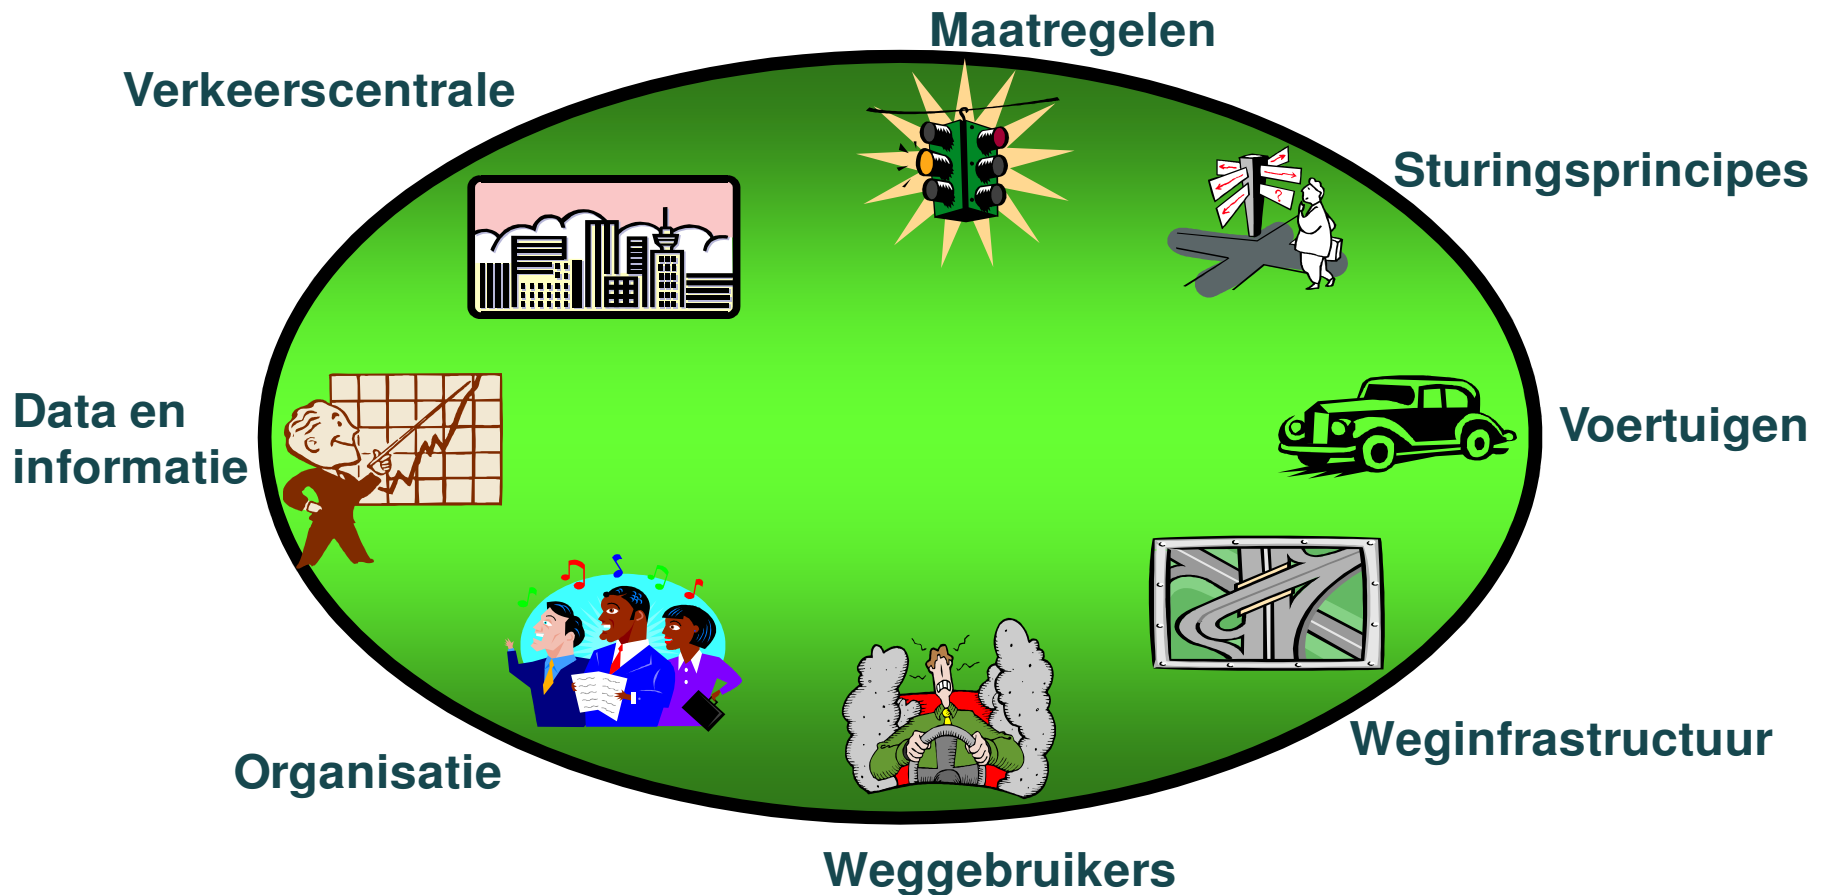 Maatregelen
Verkeerscentrale
Sturingsprincipes
?
Data en
informatie
Voertuigen
Weginfrastructuur
Organisatie
Weggebruikers